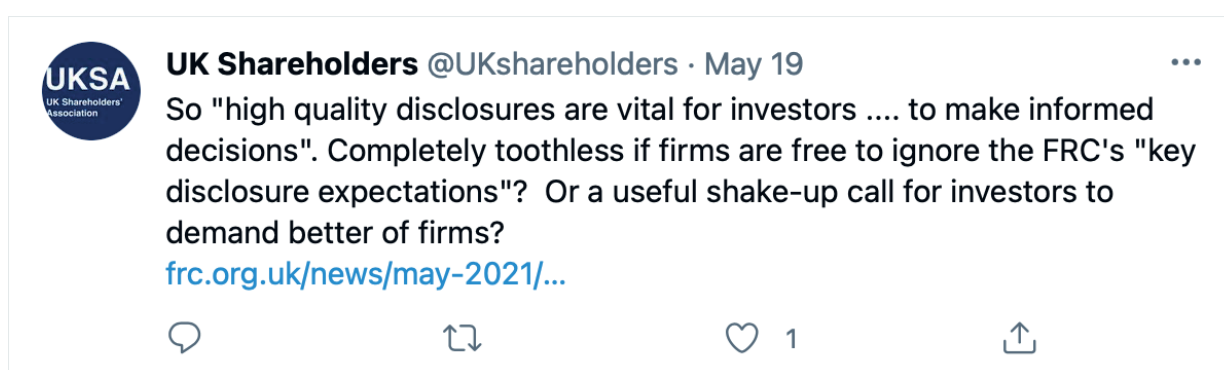 UKSA
UK Shareholders'
Association
UK Shareholders @UKshareholders · May 19
So "high quality disclosures are vital for investors .... to make informed
decisions". Completely toothless if firms are free to ignore the FRC's "key
disclosure expectations"?  Or a useful shake-up call for investors to
demand better of firms?
frc.org.uk/news/may-2021/...
1